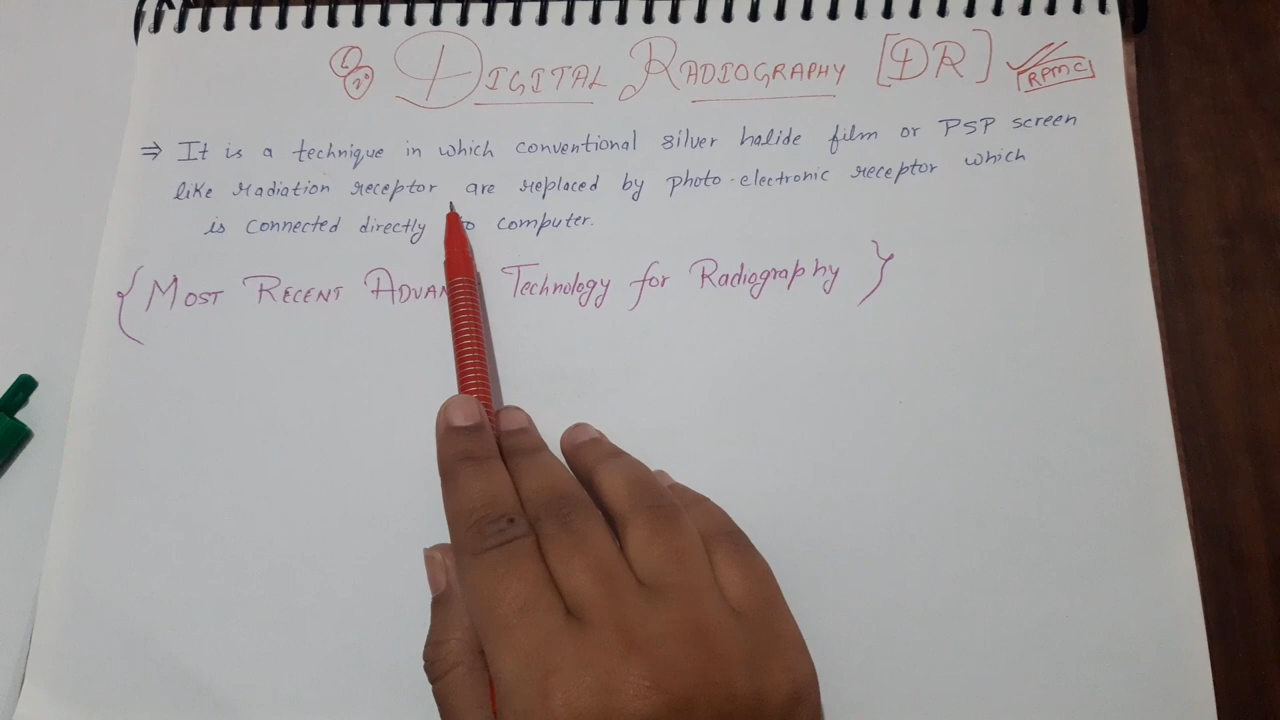 DIGITAL RADIOGRAPHY [DR] RPMC
⇒ It is a technique in which conventional silver halide film or PSP screen
like radiation receptor are replaced by photo-electronic receptor which
is connected directly to computer.
{ MOST RECENT Technology for Radiography }